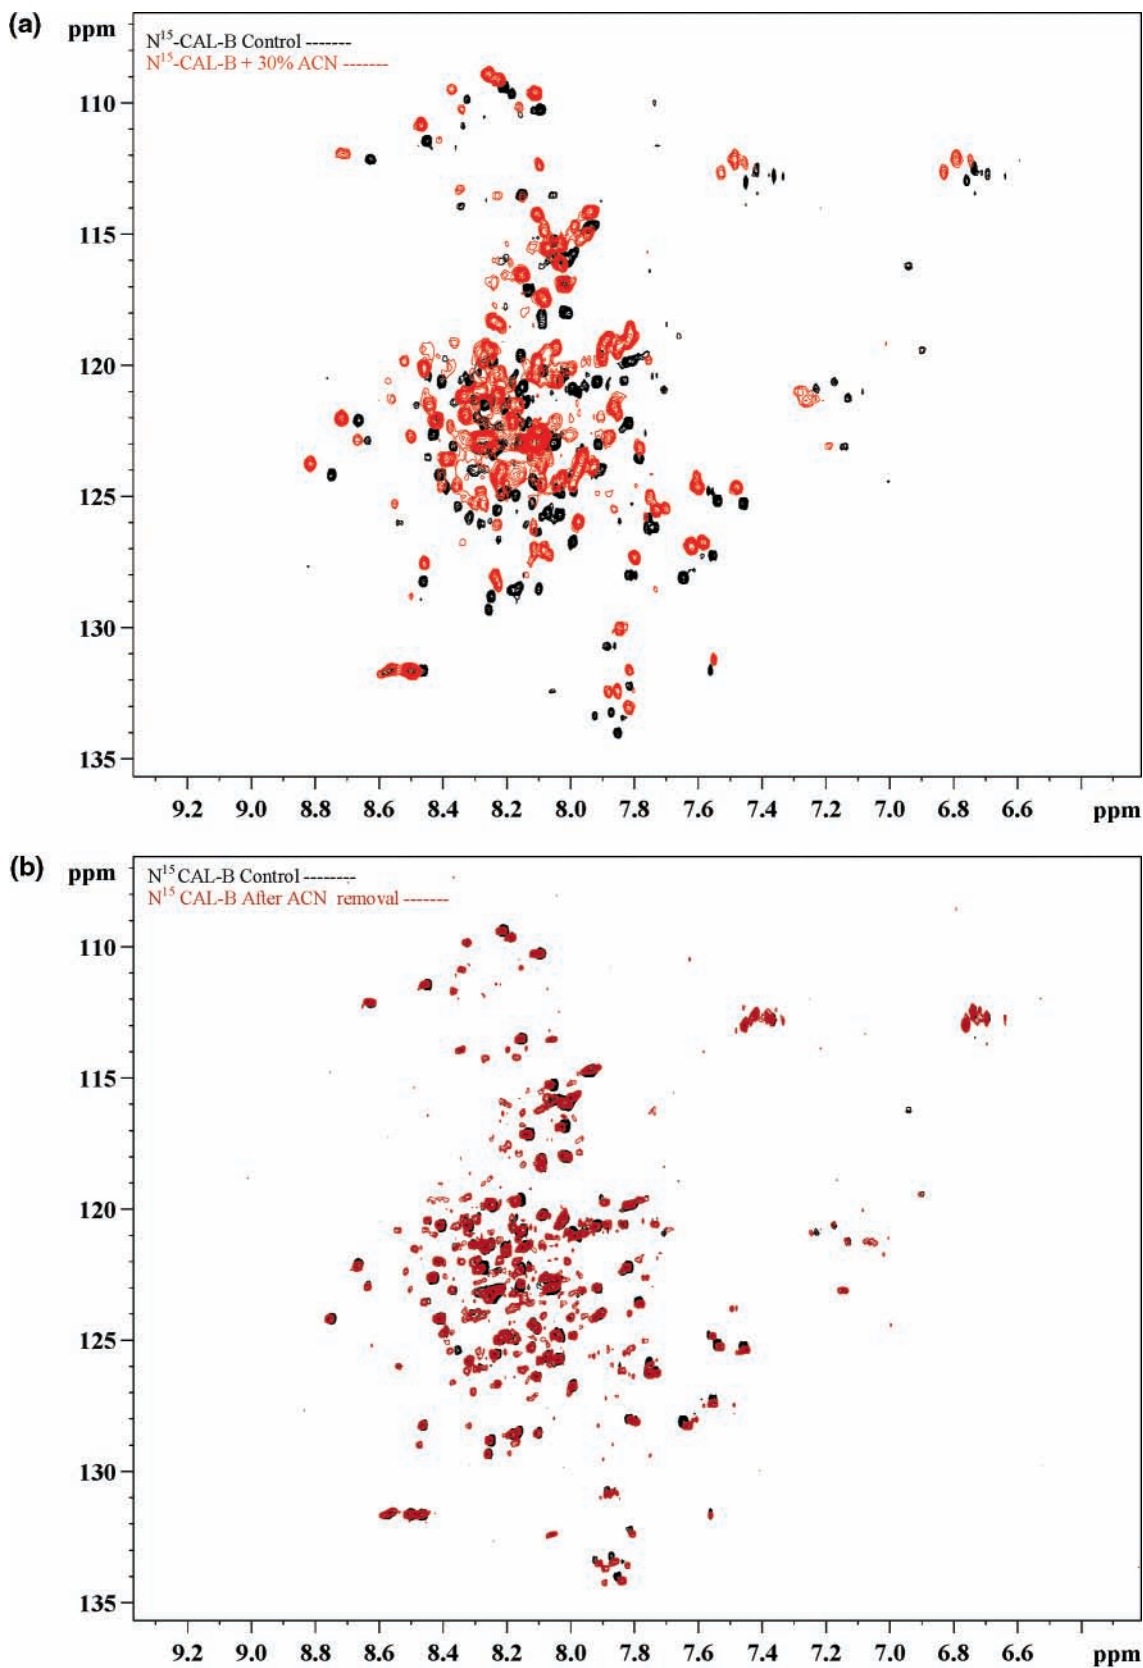 (a)
ppm
N¹⁵-CAL-B Control -------
N¹⁵-CAL-B + 30% ACN -------
110
115
120
125
130
135
9.2 9.0 8.8 8.6 8.4 8.2 8.0 7.8 7.6 7.4 7.2 7.0 6.8 6.6 ppm
(b)
ppm
N¹⁵ CAL-B Control --------
N¹⁵ CAL-B After ACN removal -------
110
115
120
125
130
135
9.2 9.0 8.8 8.6 8.4 8.2 8.0 7.8 7.6 7.4 7.2 7.0 6.8 6.6 ppm